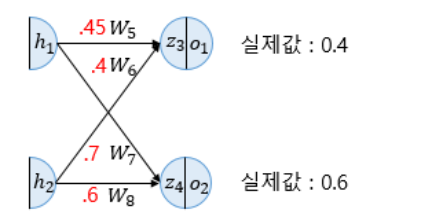 .45 W₅
h₁ z₃ o₁ 실제값 : 0.4
.4 W₆
.7 W₇
h₂ z₄ o₂ 실제값 : 0.6
.6 W₈